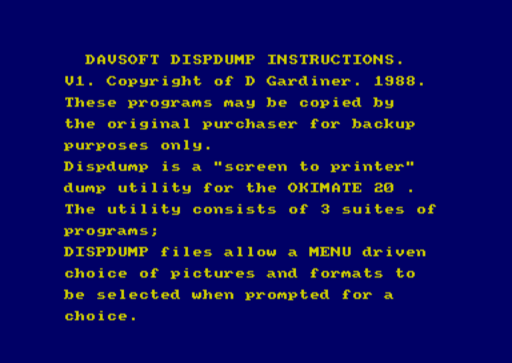 DAVSOFT DISPDUMP INSTRUCTIONS.
V1. Copyright of D Gardiner. 1988.
These programs may be copied by
the original purchaser for backup
purposes only.
Dispdump is a "screen to printer"
dump utility for the OKIMATE 20 .
The utility consists of 3 suites of
programs;
DISPDUMP files allow a MENU driven
choice of pictures and formats to
be selected when prompted for a
choice.